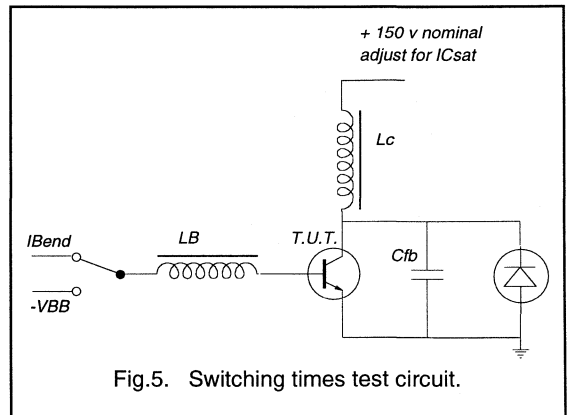 + 150 v nominal
adjust for ICsat
Lc
IBend
LB
T.U.T.
Cfb
-VBB
Fig.5. Switching times test circuit.